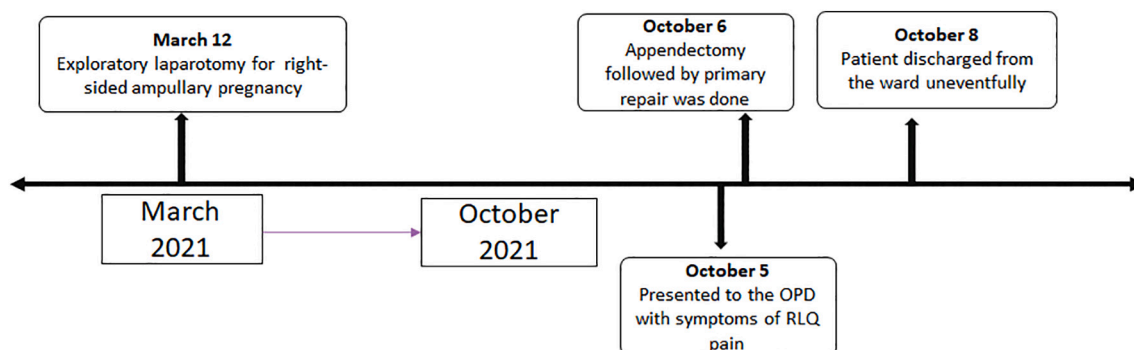 March 12
Exploratory laparotomy for right-
sided ampullary pregnancy
October 6
Appendectomy
followed by primary
repair was done
October 8
Patient discharged from
the ward uneventfully
March
2021
October
2021
October 5
Presented to the OPD
with symptoms of RLQ
pain